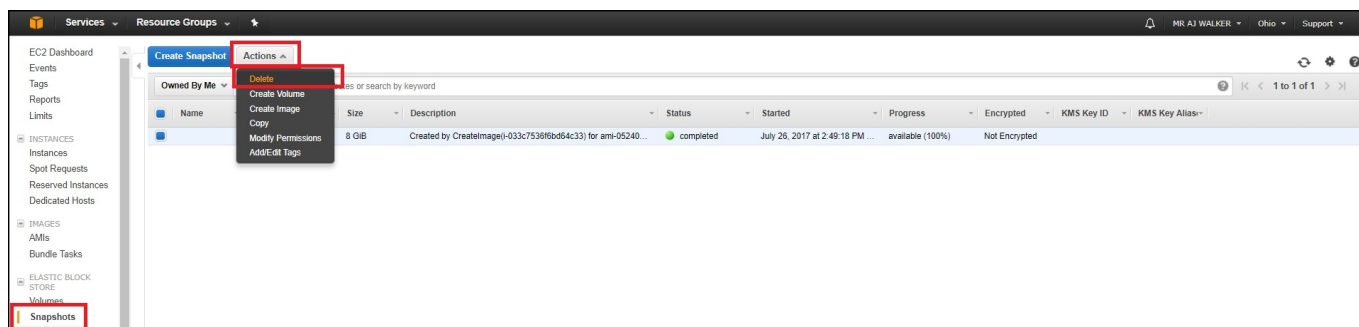 Services Resource Groups MR AJ WALKER Ohio Support
EC2 Dashboard
Events
Tags
Reports
Limits
INSTANCES
Instances
Spot Requests
Reserved Instances
Dedicated Hosts
IMAGES
AMIs
Bundle Tasks
ELASTIC BLOCK
STORE
Volumes
Snapshots
Create Snapshot Actions
Delete
Create Volume
Create Image
Copy
Modify Permissions
Add/Edit Tags
Owned By Me or search by keyword 1 to 1 of 1
Name Size Description Status Started Progress Encrypted KMS Key ID KMS Key Alias
8 GiB Created by CreateImage(i-033c7536f6bd64c33) for ami-05240... completed July 26, 2017 at 2:49:18 PM ... available (100%) Not Encrypted